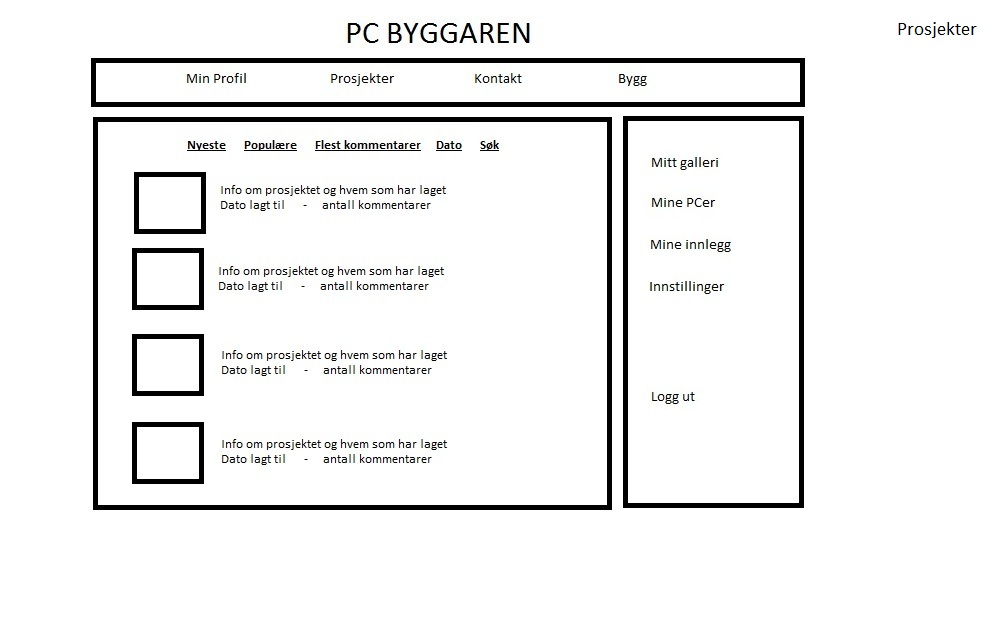 PC BYGGAREN
Prosjekter
Min Profil Prosjekter Kontakt Bygg
Nyeste Populære Flest kommentarer Dato Søk
Info om prosjektet og hvem som har laget
Dato lagt til - antall kommentarer
Info om prosjektet og hvem som har laget
Dato lagt til - antall kommentarer
Info om prosjektet og hvem som har laget
Dato lagt til - antall kommentarer
Info om prosjektet og hvem som har laget
Dato lagt til - antall kommentarer
Mitt galleri
Mine PCer
Mine innlegg
Innstillinger
Logg ut